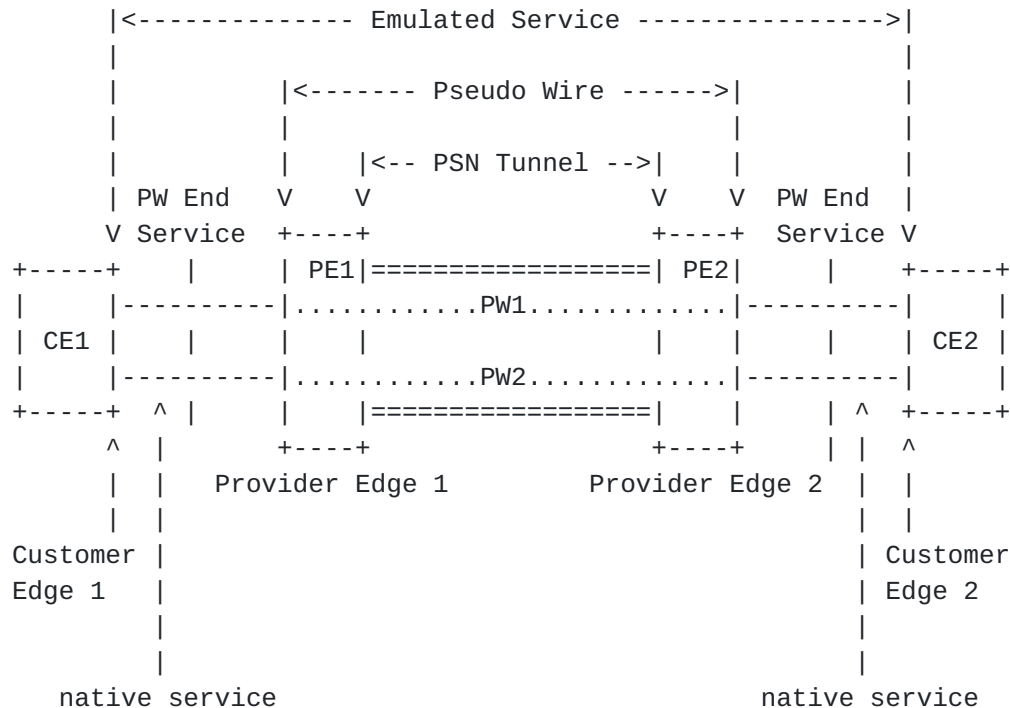 |<-------------- Emulated Service ---------------->|
|                                                  |
|          |<------- Pseudo Wire ------>|          |
|          |                            |          |
|          |    |<-- PSN Tunnel -->|    |          |
| PW End   V    V                  V    V  PW End  |
V Service  +----+                  +----+  Service V
+-----+    |     | PE1|==================| PE2|     |    +-----+
|     |----------|............PW1.............|----------|     |
| CE1 |    |     |    |                  |    |     |    | CE2 |
|     |----------|............PW2.............|----------|     |
+-----+  ^ |     |    |==================|    |     | ^  +-----+
^  |       +----+                  +----+     | |  ^
|  |   Provider Edge 1         Provider Edge 2  |  |
|  |                                            |  |
Customer |                                            | Customer
Edge 1   |                                            | Edge 2
|                                            |
|                                            |
native service                               native service